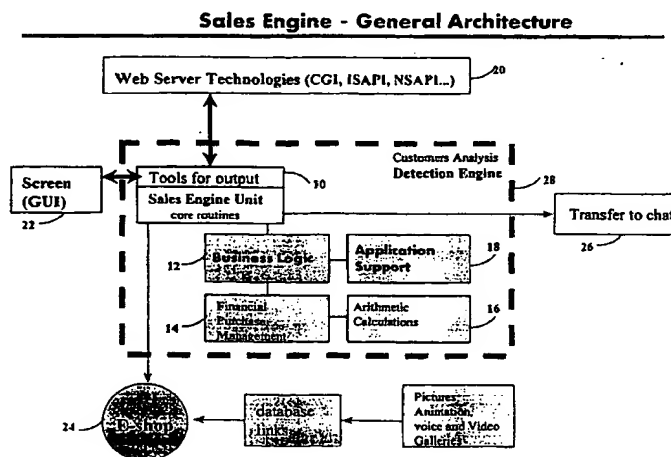 Sales Engine - General Architecture
Web Server Technologies (CGI, ISAPI, NSAPI...)
20
Customers Analysis
Detection Engine
28
Tools for output
10
Sales Engine Unit
core routines
Screen
(GUI)
22
Transfer to chat
26
12
Business Logic
Application
Support
18
14
Financial
Purchase
Management
Arithmetic
Calculations
16
24
E-shop
database
links
Pictures
Animation,
voice and Video
Galleries